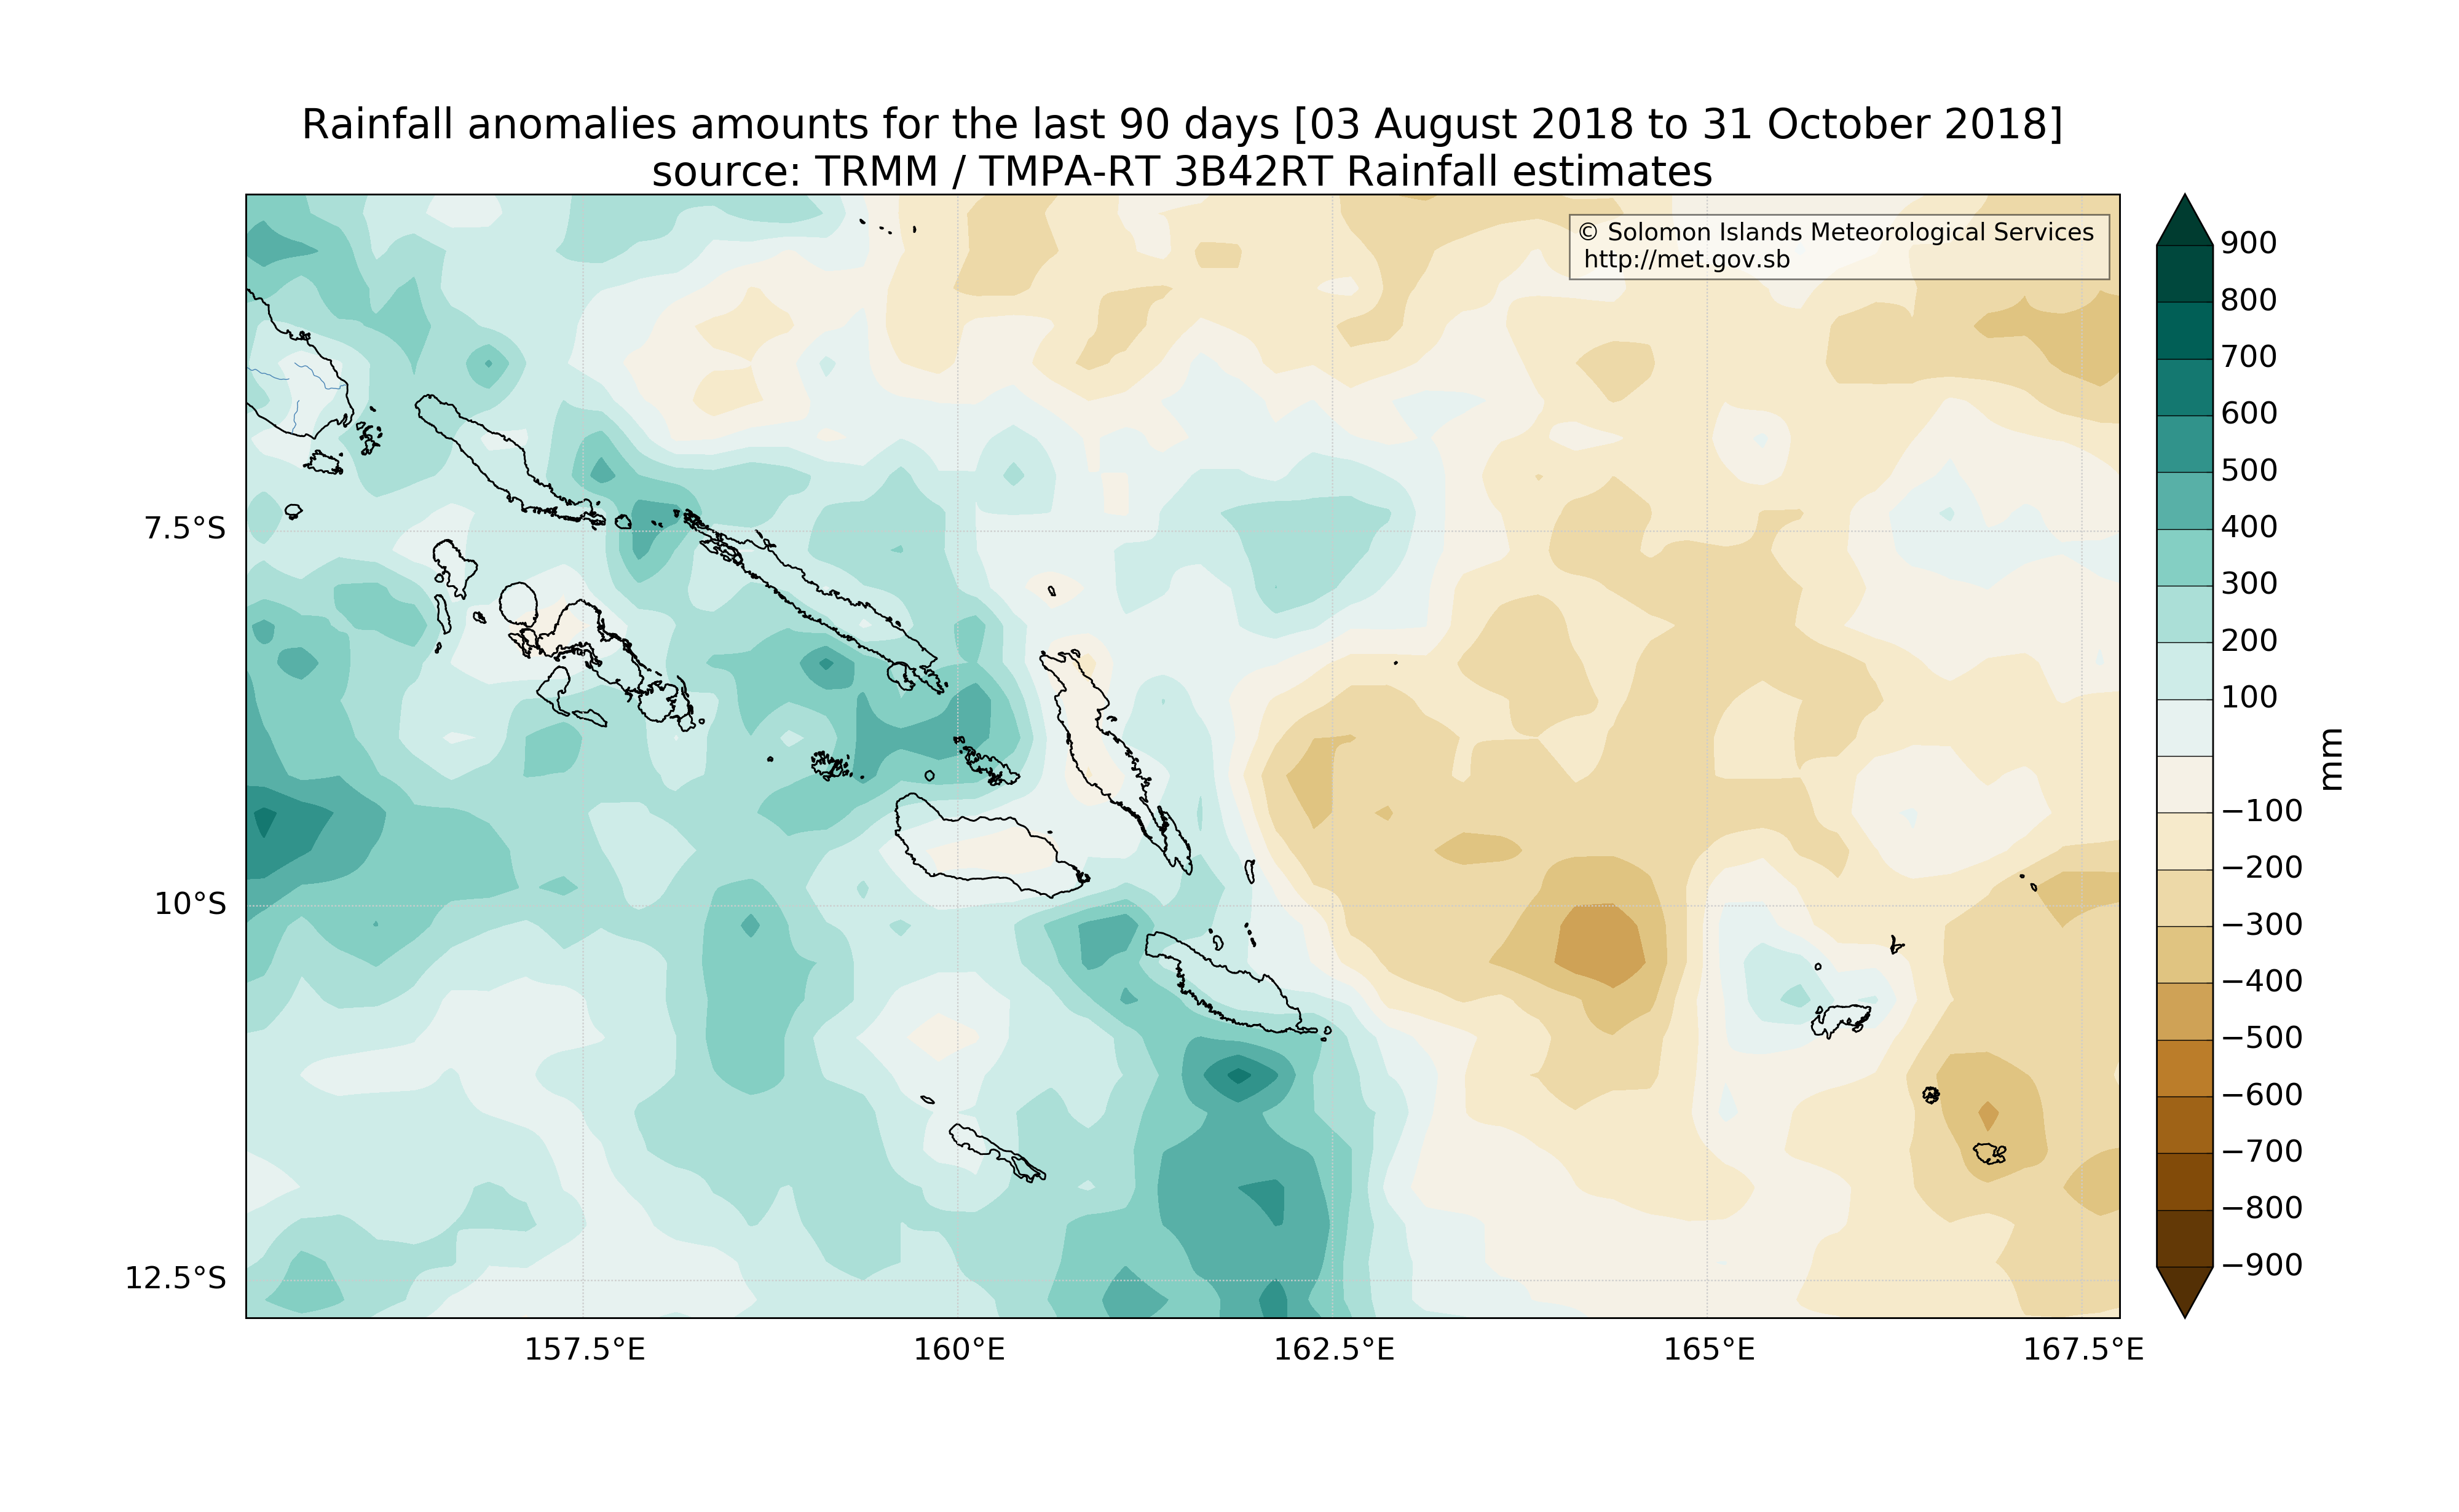 Rainfall anomalies amounts for the last 90 days [03 August 2018 to 31 October 2018]
source: TRMM / TMPA-RT 3B42RT Rainfall estimates
© Solomon Islands Meteorological Services
http://met.gov.sb
7.5°S
10°S
12.5°S
157.5°E
160°E
162.5°E
165°E
167.5°E
900
800
700
600
500
400
300
200
100
−100
−200
−300
−400
−500
−600
−700
−800
−900
mm